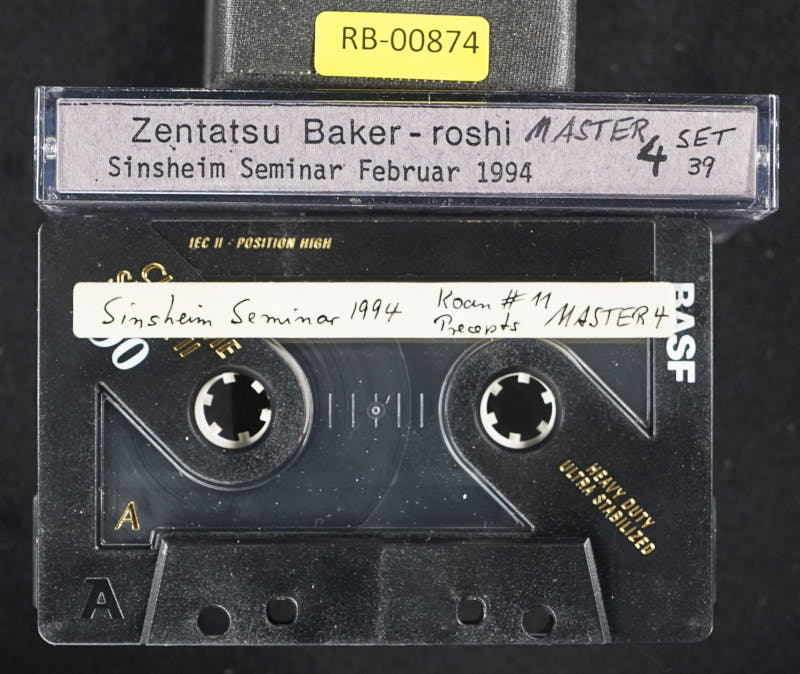 RB-00874
Zentatsu Baker-roshi MASTER 4 SET 39
Sinsheim Seminar Februar 1994
IEC II · POSITION HIGH
Sinsheim Seminar 1994 Koan # 11
Precepts MASTER 4
BASF
HEAVY DUTY
ULTRA STABILIZED
A
A